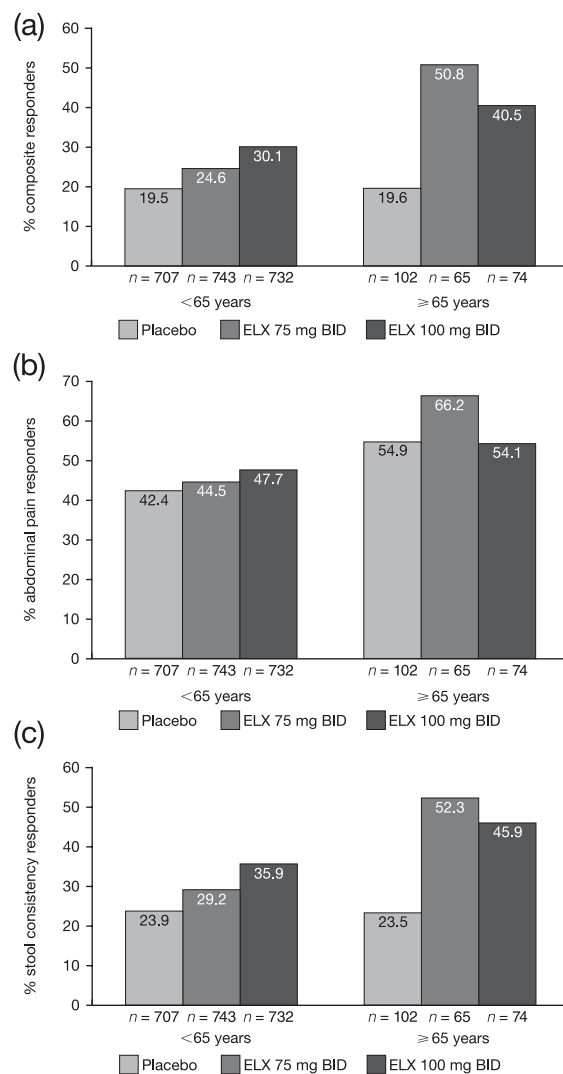 (a)
% composite responders
60
50
40
30
20
10
0
19.5
24.6
30.1
19.6
50.8
40.5
n = 707 n = 743 n = 732 n = 102 n = 65 n = 74
<65 years ⩾65 years
Placebo ELX 75 mg BID ELX 100 mg BID
(b)
% abdominal pain responders
70
60
50
40
30
20
10
0
42.4
44.5
47.7
54.9
66.2
54.1
n = 707 n = 743 n = 732 n = 102 n = 65 n = 74
<65 years ⩾65 years
Placebo ELX 75 mg BID ELX 100 mg BID
(c)
% stool consistency responders
60
50
40
30
20
10
0
23.9
29.2
35.9
23.5
52.3
45.9
n = 707 n = 743 n = 732 n = 102 n = 65 n = 74
<65 years ⩾65 years
Placebo ELX 75 mg BID ELX 100 mg BID